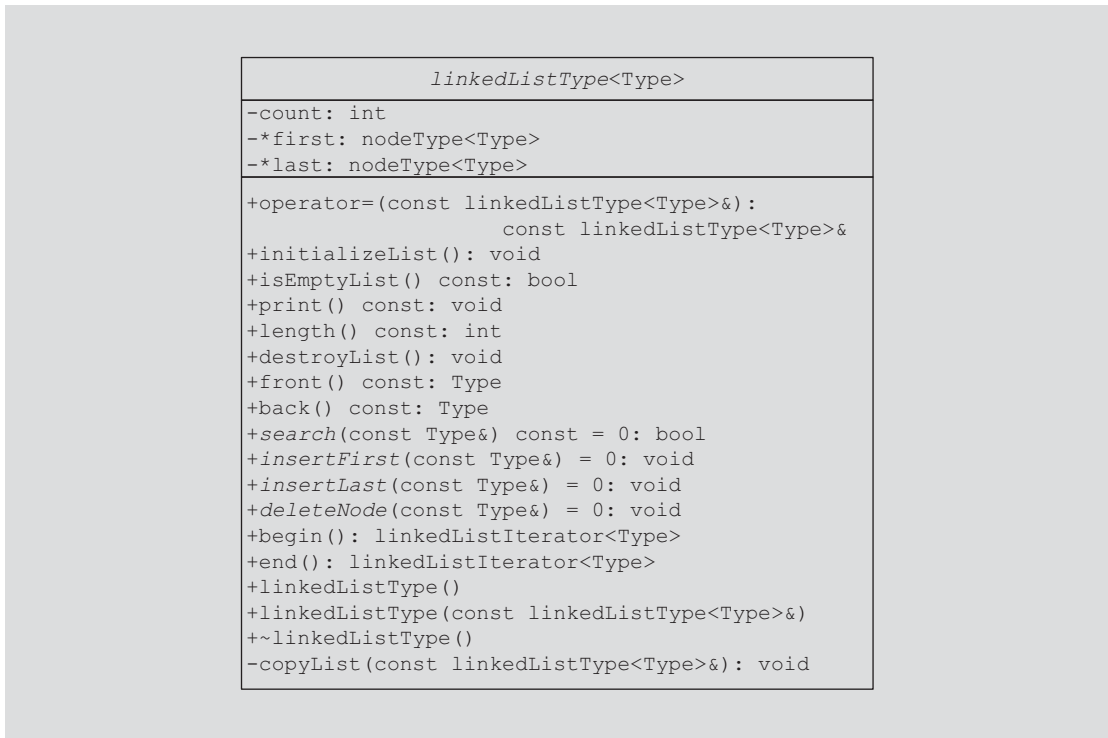 linkedListType<Type>
-count: int
-*first: nodeType<Type>
-*last: nodeType<Type>
+operator=(const linkedListType<Type>&):
const linkedListType<Type>&
+initializeList(): void
+isEmptyList() const: bool
+print() const: void
+length() const: int
+destroyList(): void
+front() const: Type
+back() const: Type
+search(const Type&) const = 0: bool
+insertFirst(const Type&) = 0: void
+insertLast(const Type&) = 0: void
+deleteNode(const Type&) = 0: void
+begin(): linkedListIterator<Type>
+end(): linkedListIterator<Type>
+linkedListType()
+linkedListType(const linkedListType<Type>&)
+~linkedListType()
-copyList(const linkedListType<Type>&): void